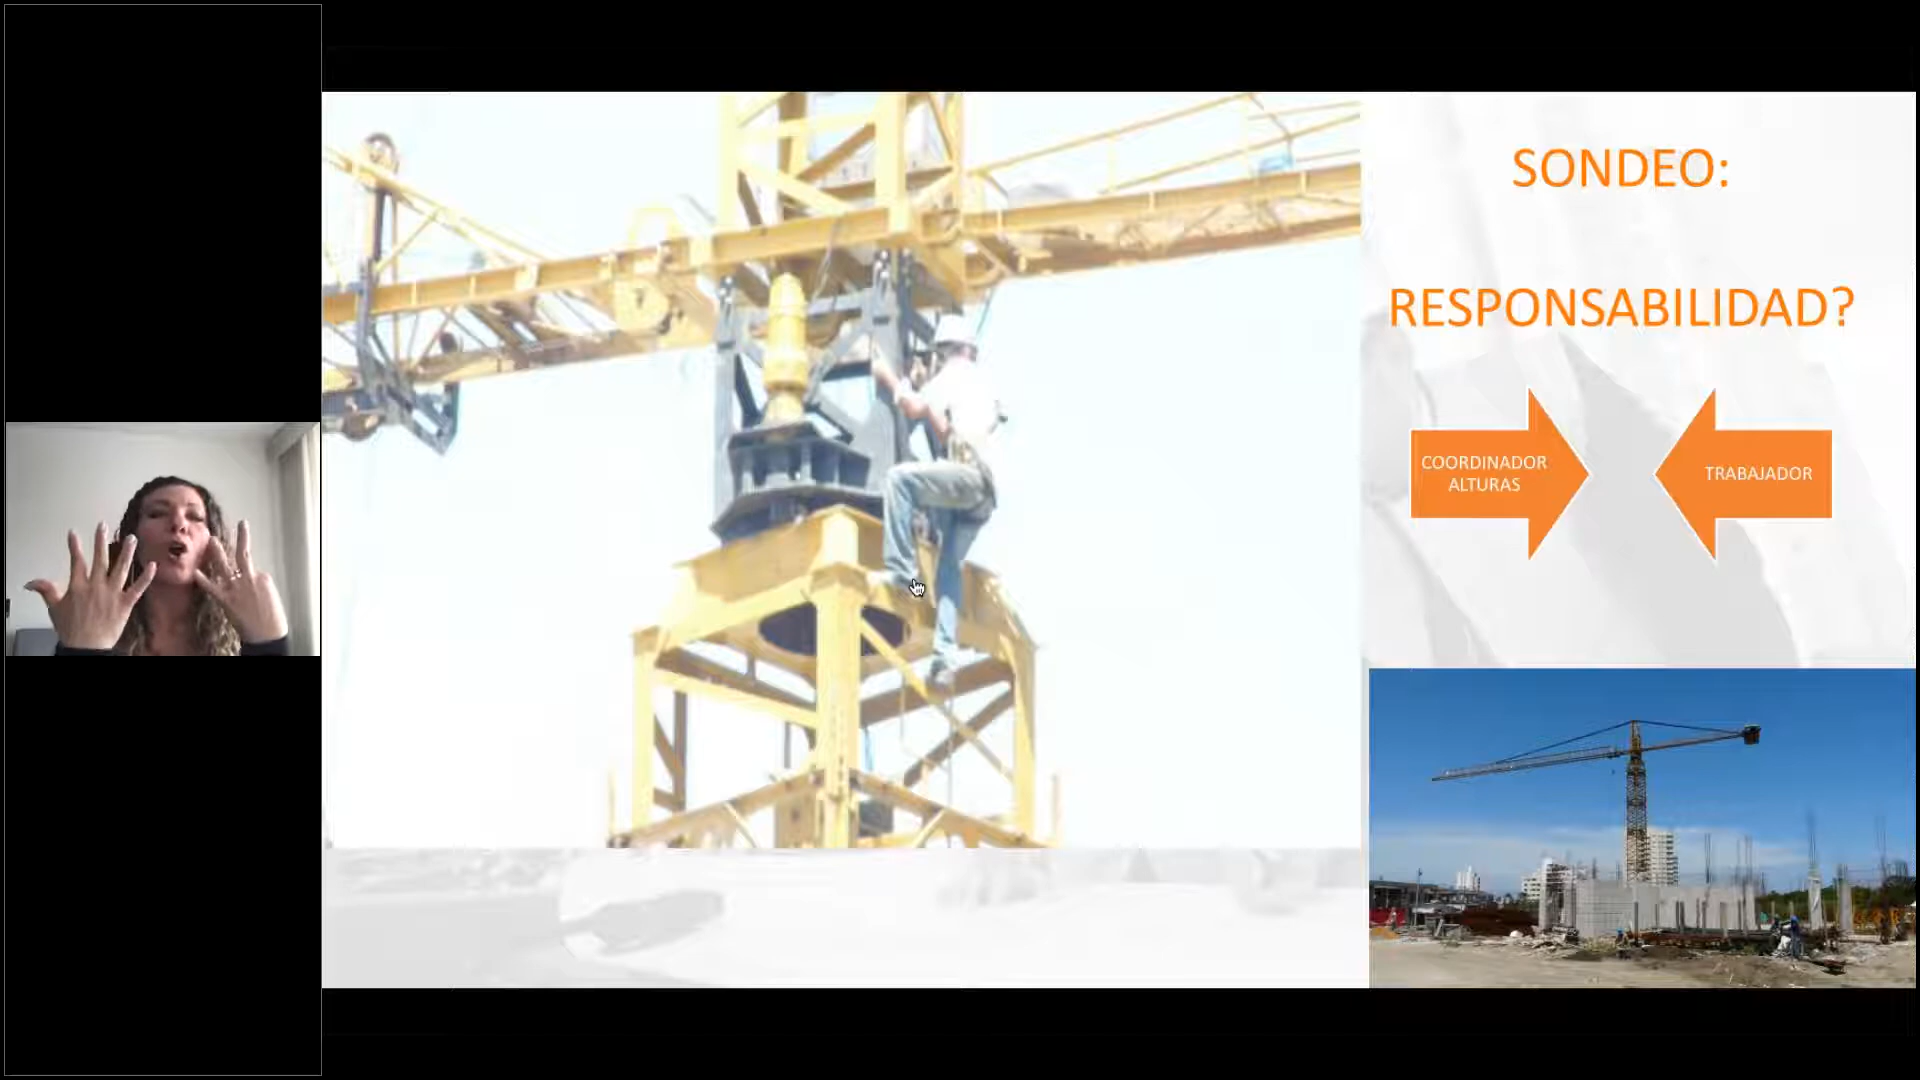 SONDEO:
RESPONSABILIDAD?
COORDINADOR
ALTURAS
TRABAJADOR